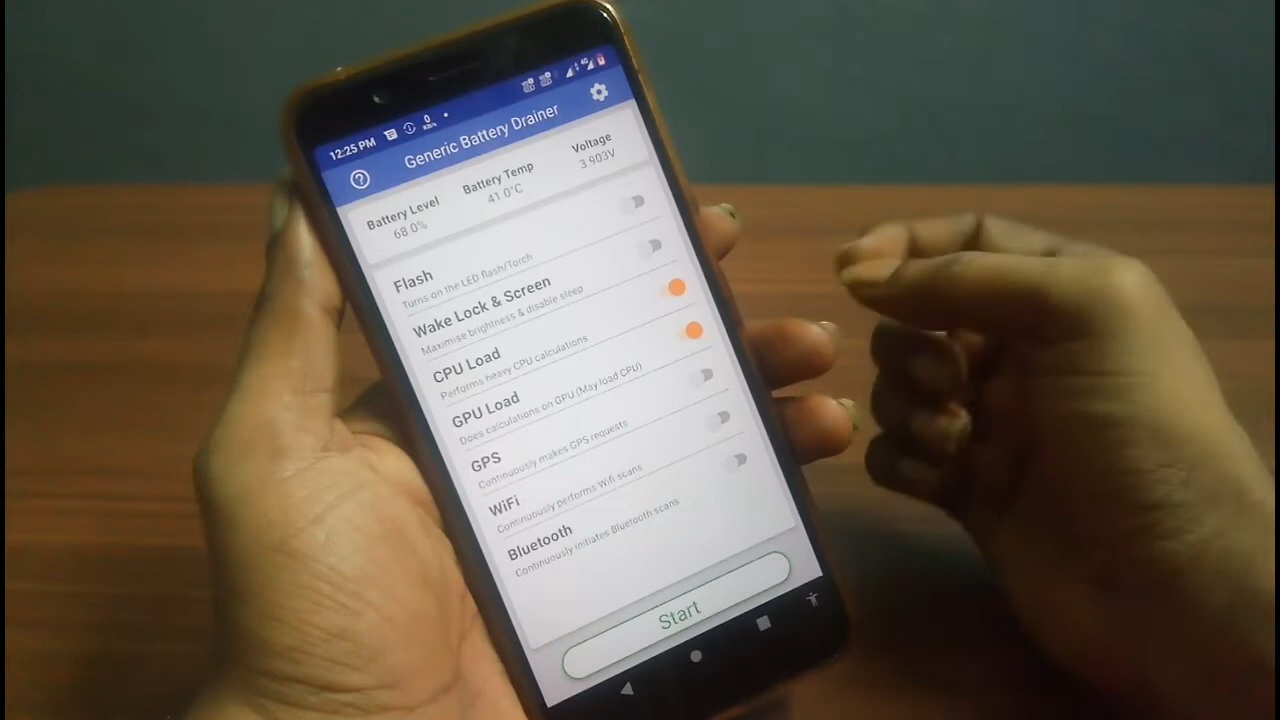 12:25 PM
0
KB/s
4G
Generic Battery Drainer
Battery Level
68.0%
Battery Temp
41.0°C
Voltage
3.903V
Flash
Turns on the LED flash/Torch
Wake Lock & Screen
Maximise brightness & disable sleep
CPU Load
Performs heavy CPU calculations
GPU Load
Does calculations on GPU (May load CPU)
GPS
Continuously makes GPS requests
WiFi
Continuously performs Wifi scans
Bluetooth
Continuously initiates Bluetooth scans
Start